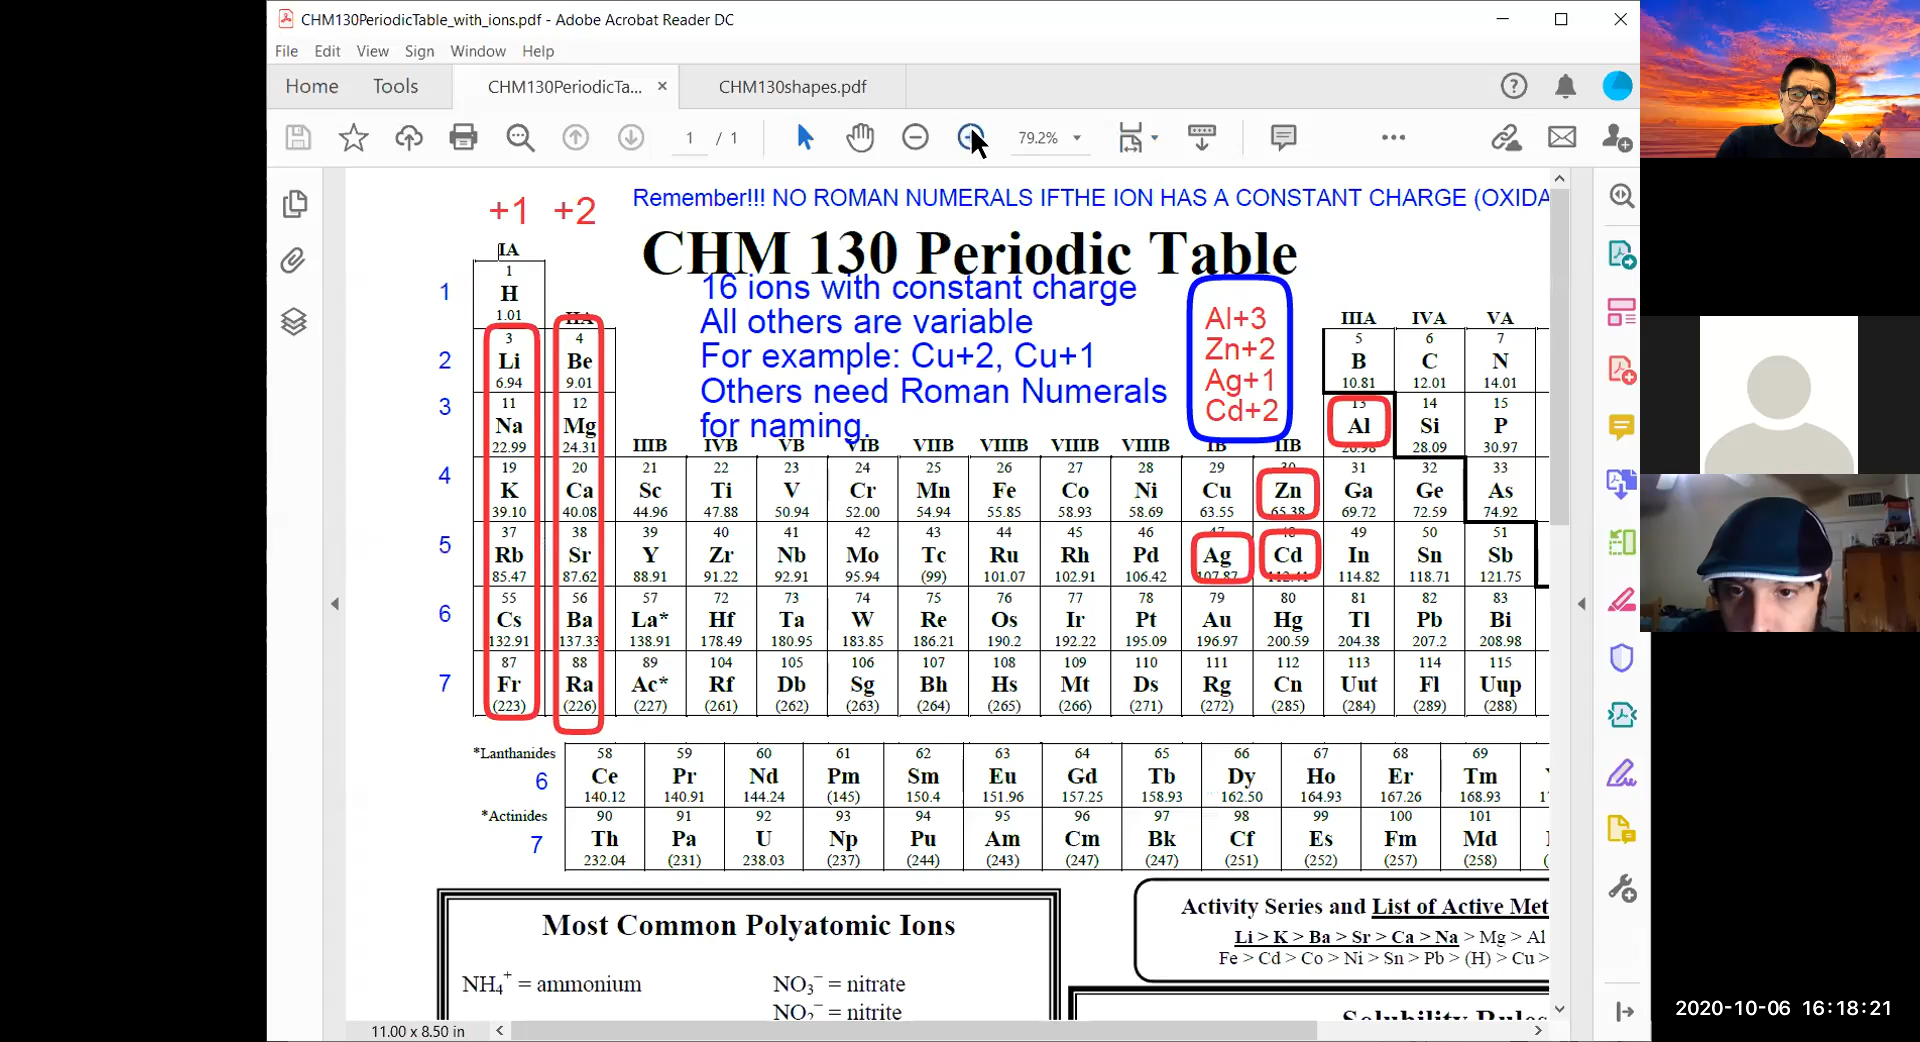 CHM130PeriodicTable_with_ions.pdf - Adobe Acrobat Reader DC
File Edit View Sign Window Help
Home Tools CHM130PeriodicTa... × CHM130shapes.pdf
1 / 1 79.2%
+1 +2 Remember!!! NO ROMAN NUMERALS IFTHE ION HAS A CONSTANT CHARGE (OXIDA
CHM 130 Periodic Table
16 ions with constant charge
All others are variable
For example: Cu+2, Cu+1
Others need Roman Numerals
for naming.
Al+3
Zn+2
Ag+1
Cd+2
IA
1
1 H
1.01
IIA IIIA IVA VA
3 4 5 6 7
2 Li Be B C N
6.94 9.01 10.81 12.01 14.01
11 12 13 14 15
3 Na Mg Al Si P
22.99 24.31 26.98 28.09 30.97
IIIB IVB VB VIB VIIB VIIIB VIIIB VIIIB IB IIB
19 20 21 22 23 24 25 26 27 28 29 30 31 32 33
4 K Ca Sc Ti V Cr Mn Fe Co Ni Cu Zn Ga Ge As
39.10 40.08 44.96 47.88 50.94 52.00 54.94 55.85 58.93 58.69 63.55 65.38 69.72 72.59 74.92
37 38 39 40 41 42 43 44 45 46 47 48 49 50 51
5 Rb Sr Y Zr Nb Mo Tc Ru Rh Pd Ag Cd In Sn Sb
85.47 87.62 88.91 91.22 92.91 95.94 (99) 101.07 102.91 106.42 107.87 112.41 114.82 118.71 121.75
55 56 57 72 73 74 75 76 77 78 79 80 81 82 83
6 Cs Ba La* Hf Ta W Re Os Ir Pt Au Hg Tl Pb Bi
132.91 137.33 138.91 178.49 180.95 183.85 186.21 190.2 192.22 195.09 196.97 200.59 204.38 207.2 208.98
87 88 89 104 105 106 107 108 109 110 111 112 113 114 115
7 Fr Ra Ac* Rf Db Sg Bh Hs Mt Ds Rg Cn Uut Fl Uup
(223) (226) (227) (261) (262) (263) (264) (265) (266) (271) (272) (285) (284) (289) (288)
*Lanthanides 58 59 60 61 62 63 64 65 66 67 68 69
6 Ce Pr Nd Pm Sm Eu Gd Tb Dy Ho Er Tm
140.12 140.91 144.24 (145) 150.4 151.96 157.25 158.93 162.50 164.93 167.26 168.93
*Actinides 90 91 92 93 94 95 96 97 98 99 100 101
7 Th Pa U Np Pu Am Cm Bk Cf Es Fm Md
232.04 (231) 238.03 (237) (244) (243) (247) (247) (251) (252) (257) (258)
Most Common Polyatomic Ions
NH₄⁺ = ammonium NO₃⁻ = nitrate
NO₂⁻ = nitrite
Activity Series and List of Active Met
Li > K > Ba > Sr > Ca > Na > Mg > Al
Fe > Cd > Co > Ni > Sn > Pb > (H) > Cu >
Solubility Rules
11.00 x 8.50 in
2020-10-06 16:18:21